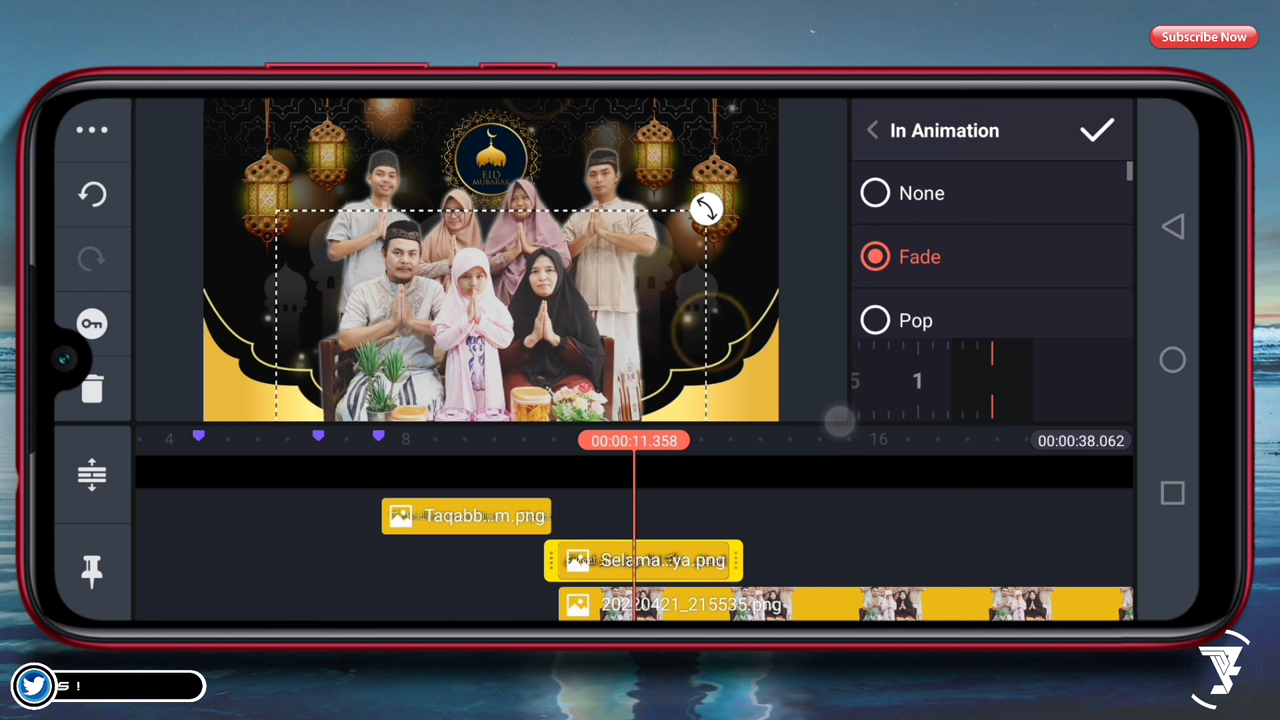 Subscribe Now
In Animation
None
Fade
Pop
5 1
EID
MUBARAK
4 8 16
00:00:11.358
00:00:38.062
Taqabb...m.png
Selama...ya.png
20220421_215535.png
S !